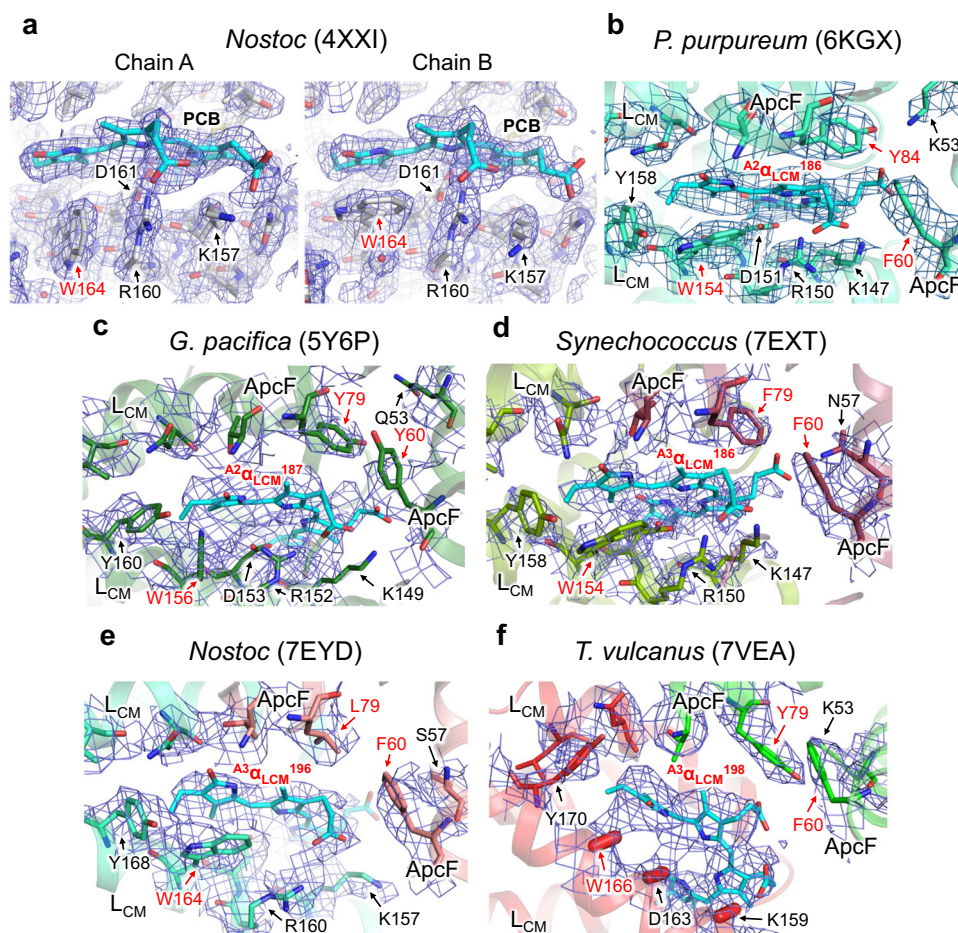 a
Nostoc (4XXI)
Chain A
Chain B
PCB
D161
K157
W164
R160
PCB
D161
W164
K157
R160
b
P. purpureum (6KGX)
LCM
ApcF
K53
Y84
A2αLCM186
Y158
F60
LCM
D151
W154
R150
K147
ApcF
c
G. pacifica (5Y6P)
LCM
ApcF
Y79
Q53
Y60
A2αLCM187
ApcF
Y160
LCM
W156
D153
R152
K149
d
Synechococcus (7EXT)
LCM
ApcF
F79
N57
F60
A3αLCM186
ApcF
Y158
W154
K147
LCM
R150
e
Nostoc (7EYD)
LCM
ApcF
L79
S57
F60
A3αLCM196
Y168
ApcF
W164
LCM
R160
K157
f
T. vulcanus (7VEA)
LCM
ApcF
Y79
K53
A3αLCM198
Y170
F60
ApcF
W166
D163
K159
LCM